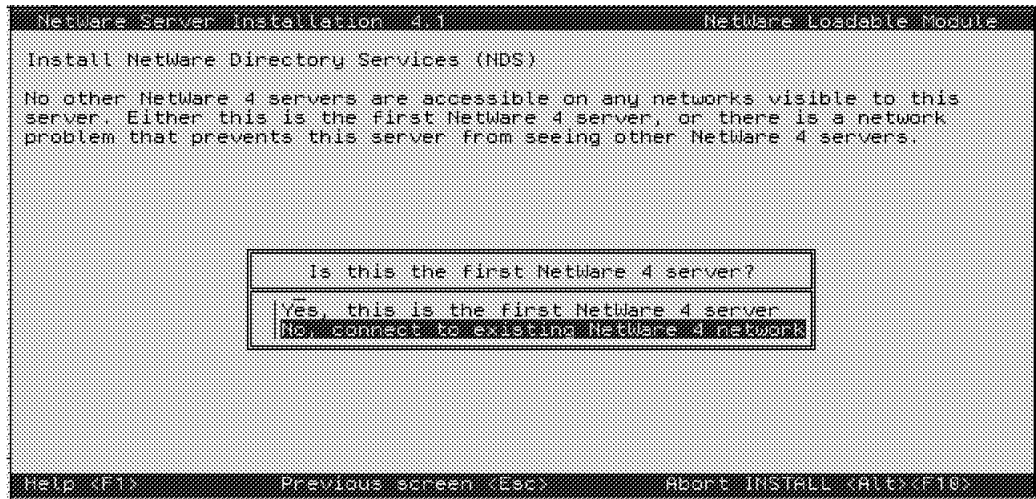 NetWare Server Installation 4.1 NetWare Loadable Module
Install NetWare Directory Services (NDS)
No other NetWare 4 servers are accessible on any networks visible to this
server. Either this is the first NetWare 4 server, or there is a network
problem that prevents this server from seeing other NetWare 4 servers.
Is this the first NetWare 4 server?
Yes, this is the first NetWare 4 server
No, connect to existing NetWare 4 network
Help <F1> Previous screen <Esc> Abort INSTALL <Alt><F10>